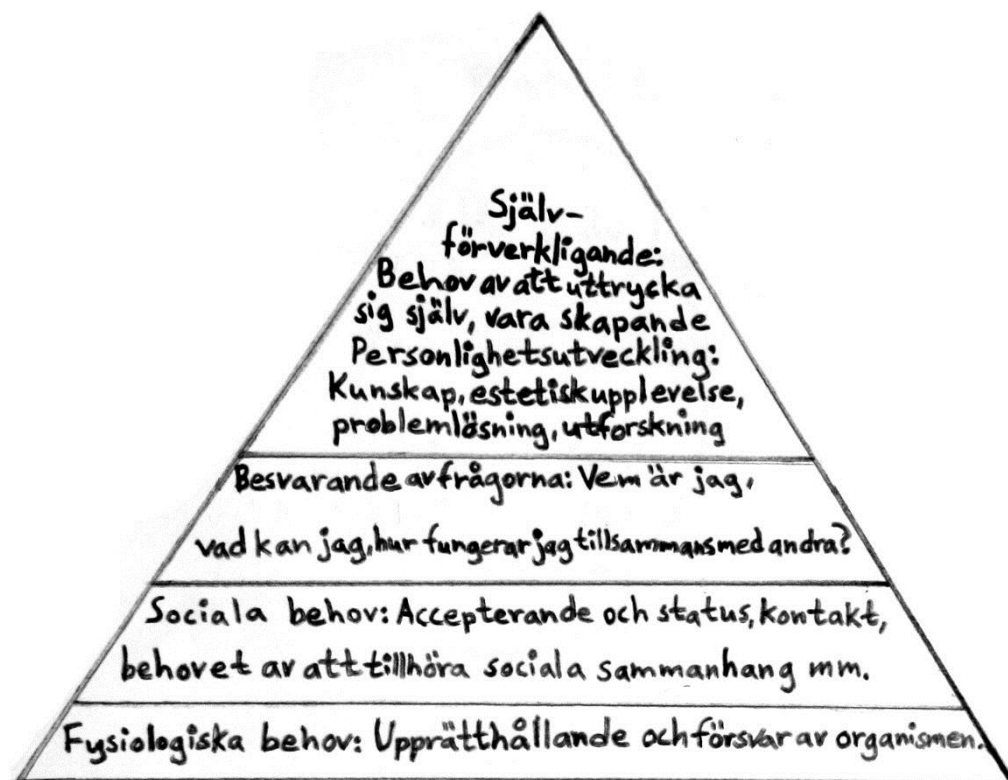 Själv-
förverkligande:
Behov av att uttrycka
sig själv, vara skapande
Personlighetsutveckling:
Kunskap, estetisk upplevelse,
problemlösning, utforskning
Besvarande av frågorna: Vem är jag,
vad kan jag, hur fungerar jag tillsammans med andra?
Sociala behov: Accepterande och status, kontakt,
behovet av att tillhöra sociala sammanhang mm.
Fysiologiska behov: Upprätthållande och försvar av organismen.